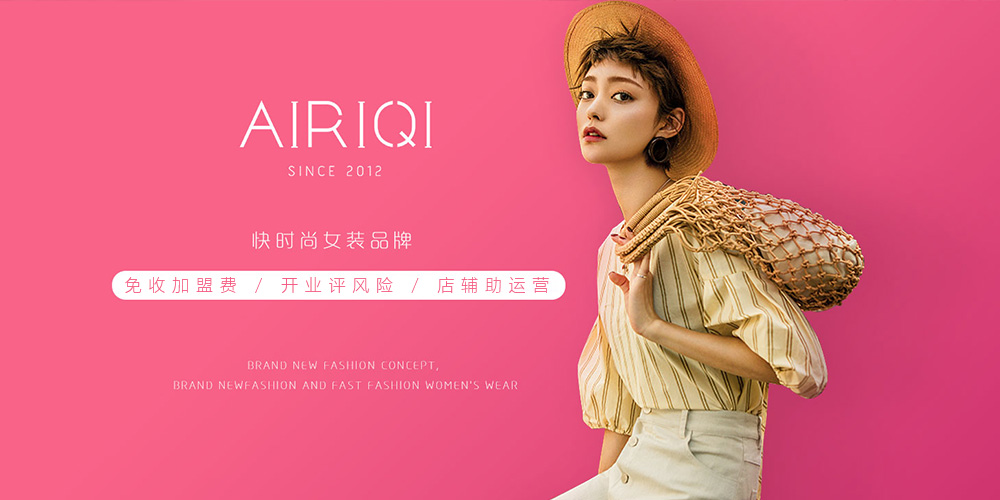 AIRIQI
SINCE 2012
快时尚女装品牌
免收加盟费 / 开业评风险 / 店辅助运营
BRAND NEW FASHION CONCEPT,
BRAND NEWFASHION AND FAST FASHION WOMEN'S WEAR